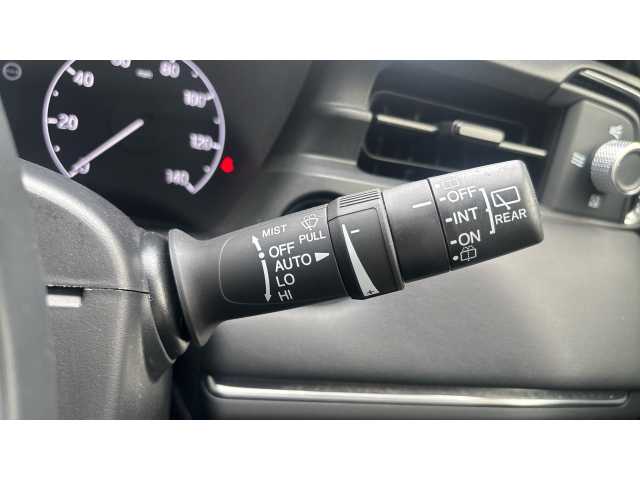 40
60
80
20
100
120
0
140
MIST
PULL
OFF
AUTO
LO
HI
- +
OFF
INT
ON
REAR